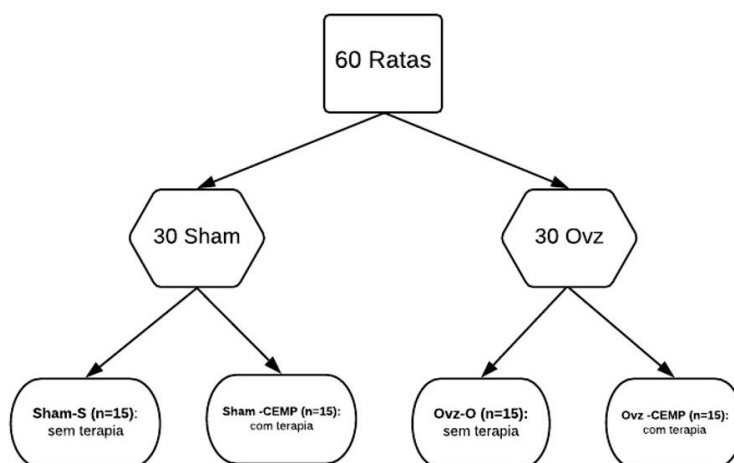 60 Ratas
30 Sham
30 Ovz
Sham-S (n=15):
sem terapia
Sham -CEMP (n=15):
com terapia
Ovz-O (n=15):
sem terapia
Ovz -CEMP (n=15):
com terapia